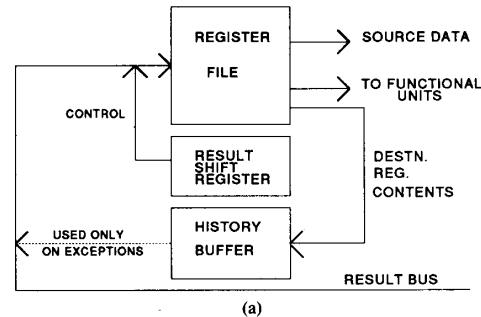 REGISTER
FILE
SOURCE DATA
TO FUNCTIONAL
UNITS
CONTROL
RESULT
SHIFT
REGISTER
DESTN.
REG.
CONTENTS
HISTORY
BUFFER
USED ONLY
ON EXCEPTIONS
RESULT BUS
(a)